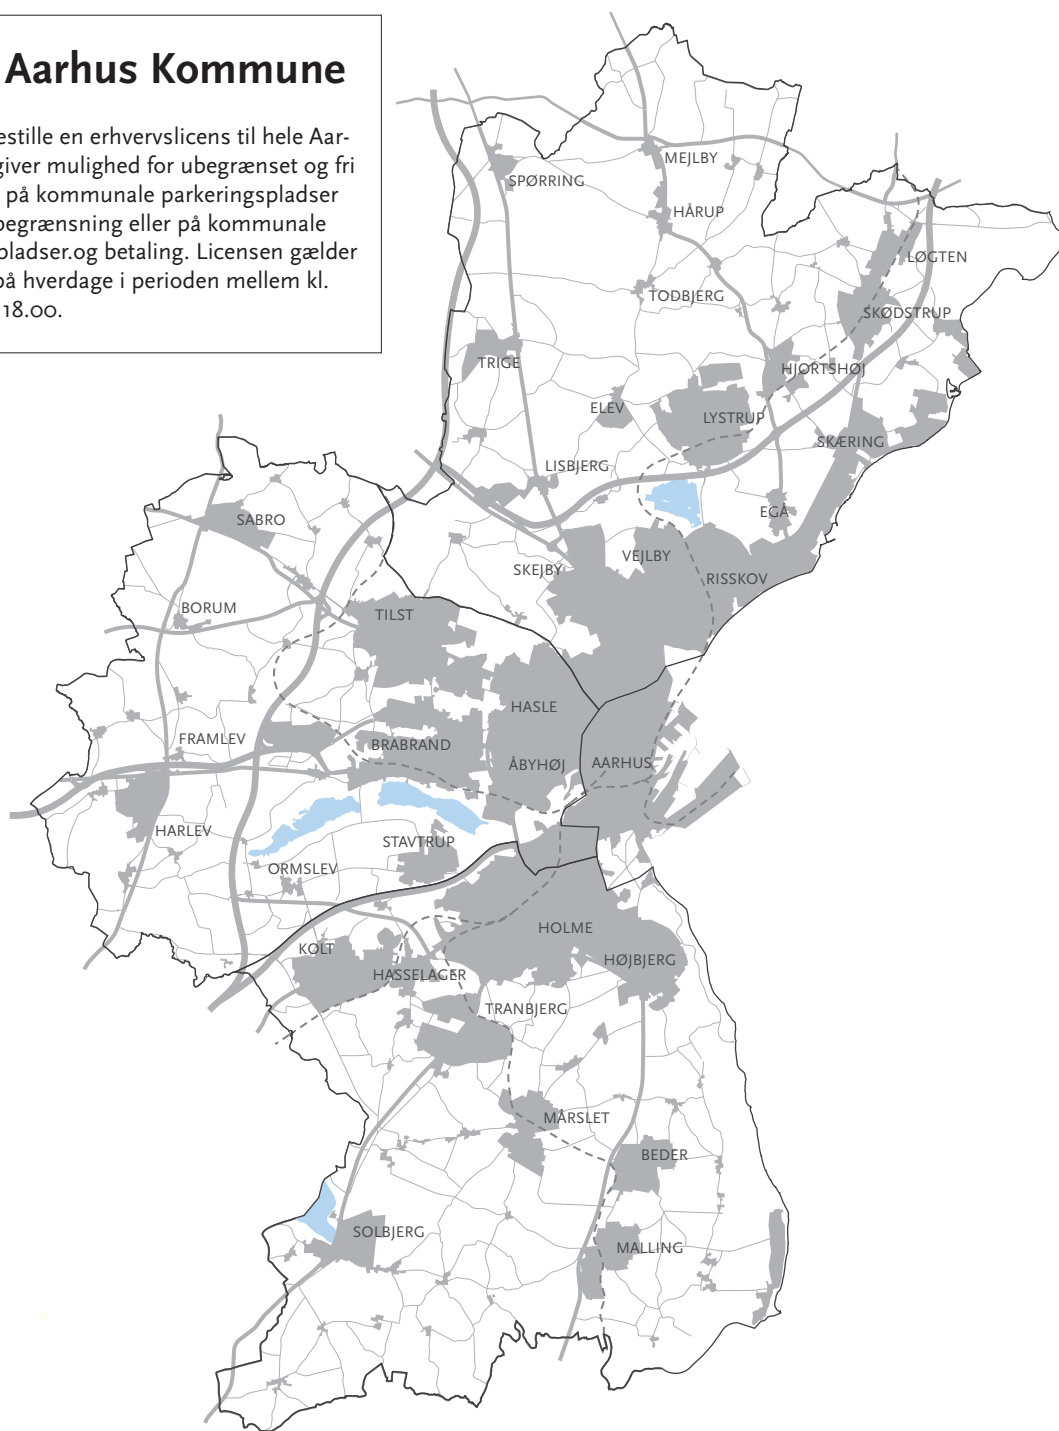 Aarhus Kommune
estille en erhvervslicens til hele Aar-
giver mulighed for ubegrænset og fri
på kommunale parkeringspladser
begrænsning eller på kommunale
pladser.og betaling. Licensen gælder
på hverdage i perioden mellem kl.
18.00.
MEJLBY
SPØRRING
HÅRUP
LØGTEN
TODBJERG
SKØDSTRUP
TRIGE
HJORTSHØJ
ELEV
LYSTRUP
SKÆRING
LISBJERG
EGÅ
SABRO
VEJLBY
SKEJBY
RISSKOV
BORUM
TILST
HASLE
FRAMLEV
BRABRAND
ÅBYHØJ
AARHUS
HARLEV
STAVTRUP
ORMSLEV
HOLME
KOLT
HØJBJERG
HASSELAGER
TRANBJERG
MÅRSLET
BEDER
SOLBJERG
MALLING